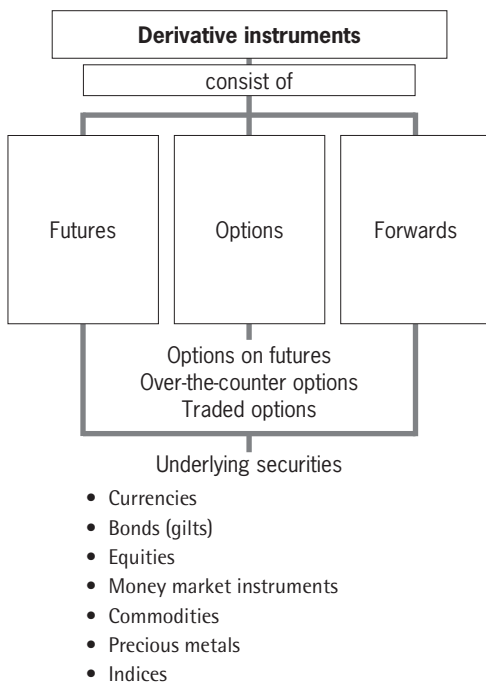 Derivative instruments
consist of
Futures
Options
Forwards
Options on futures
Over-the-counter options
Traded options
Underlying securities
• Currencies
• Bonds (gilts)
• Equities
• Money market instruments
• Commodities
• Precious metals
• Indices